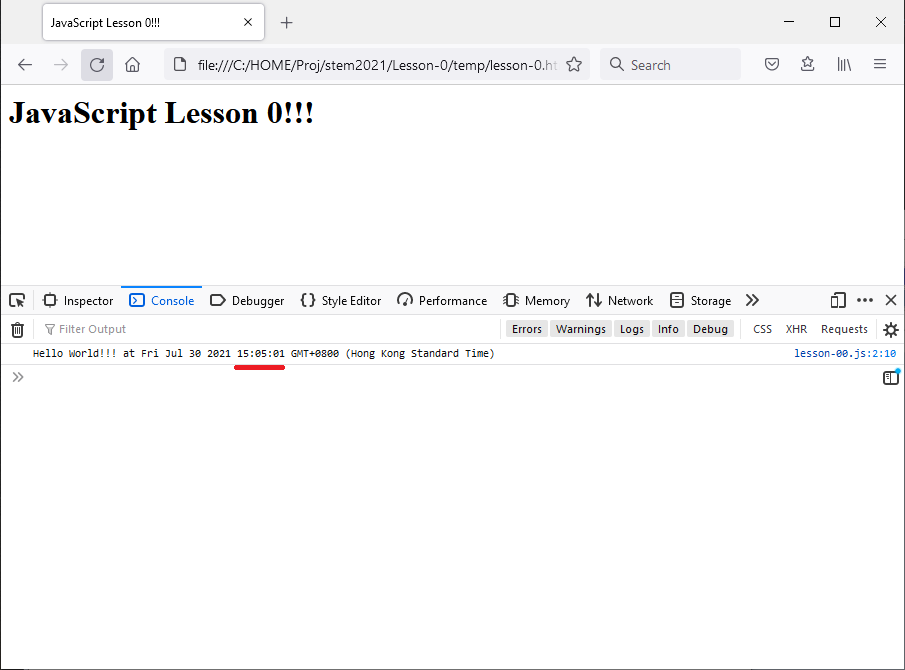 JavaScript Lesson 0!!!
file:///C:/HOME/Proj/stem2021/Lesson-0/temp/lesson-0.ht
Search
JavaScript Lesson 0!!!
Inspector Console Debugger Style Editor Performance Memory Network Storage
Filter Output Errors Warnings Logs Info Debug CSS XHR Requests
Hello World!!! at Fri Jul 30 2021 15:05:01 GMT+0800 (Hong Kong Standard Time) lesson-00.js:2:10